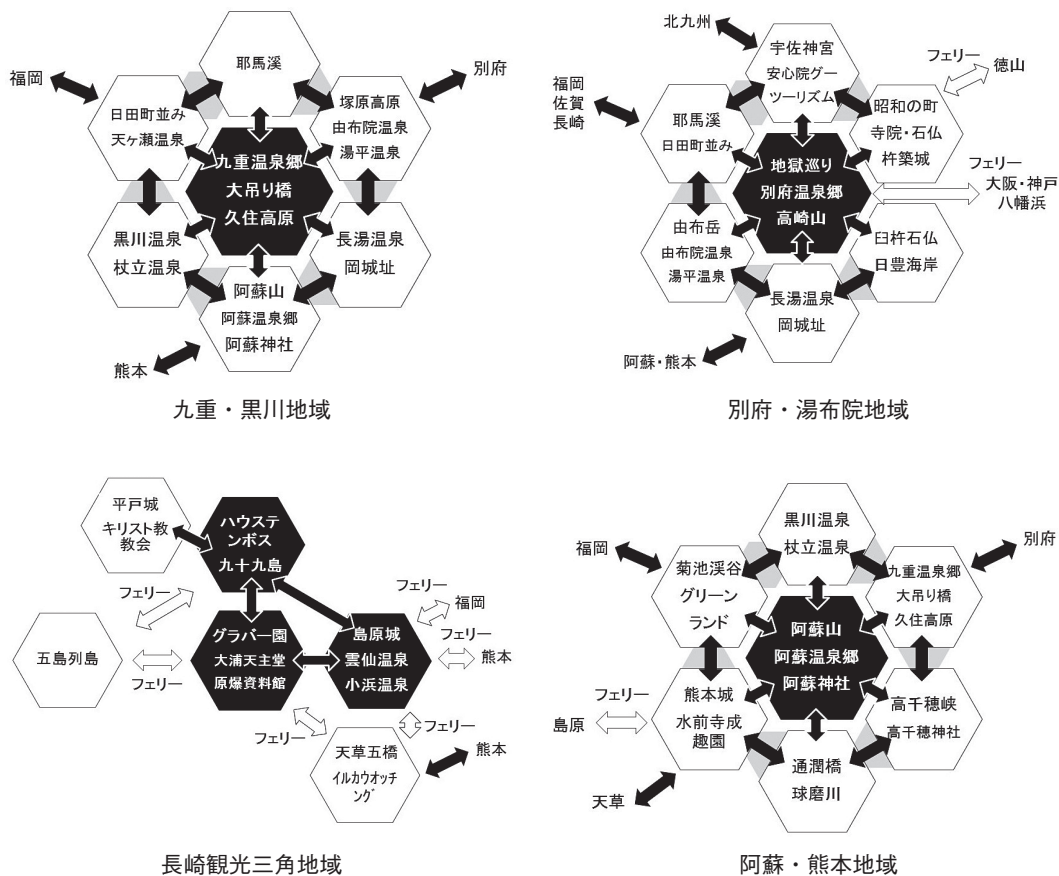 福岡
別府
耶馬溪
日田町並み
天ヶ瀬温泉
塚原高原
由布院温泉
湯平温泉
九重温泉郷
大吊り橋
久住高原
黒川温泉
杖立温泉
長湯温泉
岡城址
阿蘇山
阿蘇温泉郷
阿蘇神社
熊本
九重・黒川地域
北九州
福岡
佐賀
長崎
宇佐神宮
安心院グー
ツーリズム
フェリー
徳山
耶馬溪
日田町並み
昭和の町
寺院・石仏
杵築城
地獄巡り
別府温泉郷
高崎山
フェリー
大阪・神戸
八幡浜
由布岳
由布院温泉
湯平温泉
臼杵石仏
日豊海岸
長湯温泉
岡城址
阿蘇・熊本
別府・湯布院地域
平戸城
キリスト教
教会
ハウステ
ンボス
九十九島
フェリー
フェリー
福岡
五島列島
フェリー
グラバー園
大浦天主堂
原爆資料館
島原城
雲仙温泉
小浜温泉
フェリー
熊本
フェリー
フェリー
天草五橋
ｲﾙｶｳｵｯﾁ
ﾝｸﾞ
熊本
長崎観光三角地域
福岡
別府
黒川温泉
杖立温泉
菊池渓谷
グリーン
ランド
九重温泉郷
大吊り橋
久住高原
阿蘇山
阿蘇温泉郷
阿蘇神社
フェリー
島原
熊本城
水前寺成
趣園
高千穂峡
高千穂神社
通潤橋
球磨川
天草
阿蘇・熊本地域